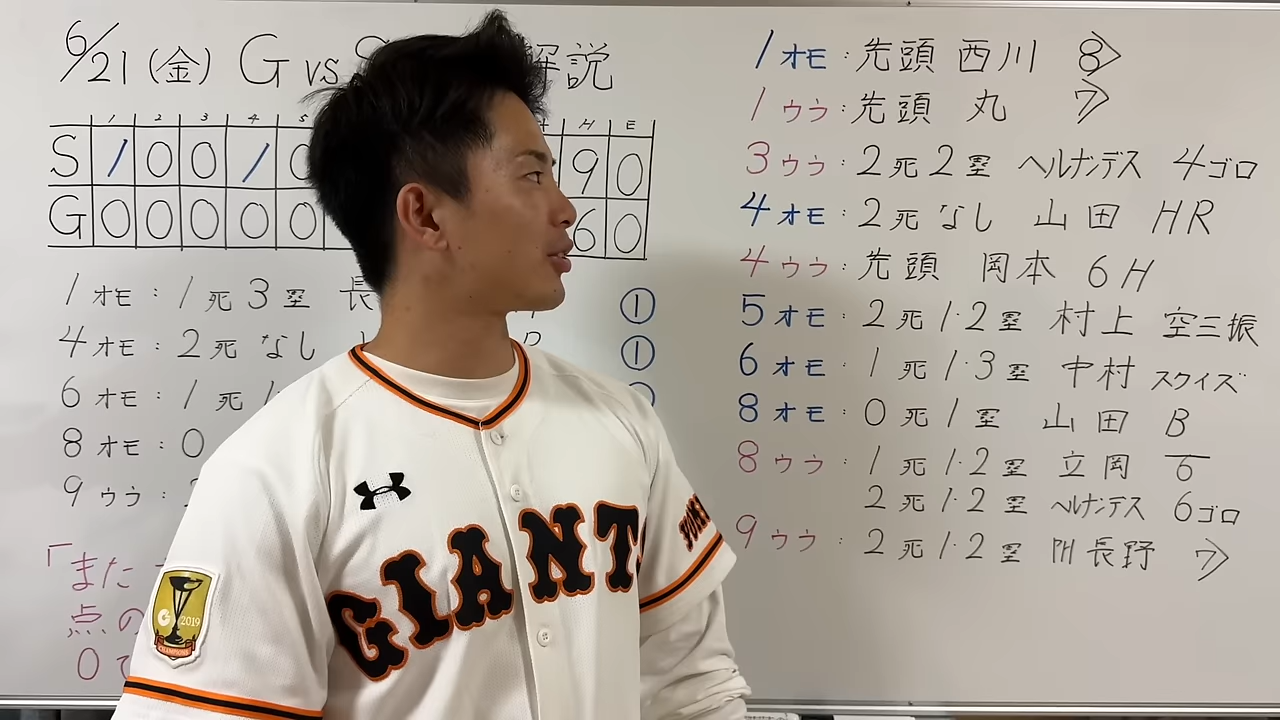 6/21 (金) G vs 解説
1 2 3 4 5 H E
S 1 0 0 1 0 9 0
G 0 0 0 0 0 6 0
1オモ:1死3塁 長 ①
4オモ:2死なし ①
6オモ:1死1
8オモ:0
9ウラ:
「また
点の
0で
1オモ:先頭 西川 8>
1ウラ:先頭 丸 7>
3ウラ:2死2塁 ヘルナンデス 4ゴロ
4オモ:2死なし 山田 HR
4ウラ:先頭 岡本 6H
5オモ:2死1·2塁 村上 空三振
6オモ:1死1·3塁 中村 スクイズ
8オモ:0死1塁 山田 B
8ウラ:1死1·2塁 立岡 6
2死1·2塁 ヘルナンデス 6ゴロ
9ウラ:2死1·2塁 長野 7>
GIANTS
2019
CHAMPIONS